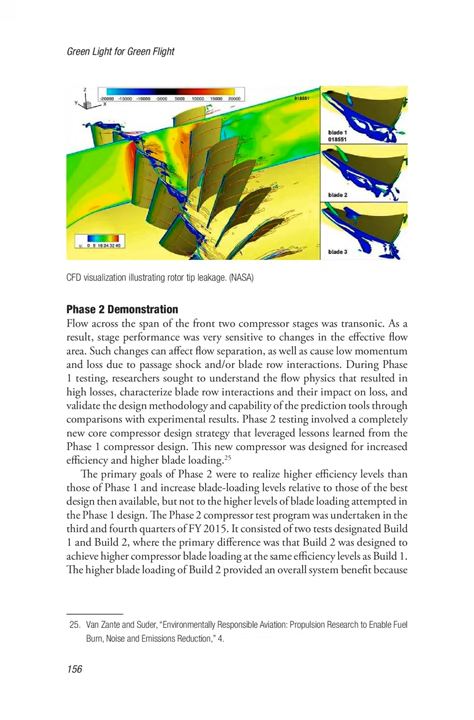 Green Light for Green Flight
Z
Y
X
-20000 -15000 -10000 -5000 0 5000 10000 15000 20000
018551
blade 1
018551
blade 2
blade 3
CFD visualization illustrating rotor tip leakage. (NASA)
Phase 2 Demonstration
Flow across the span of the front two compressor stages was transonic. As a
result, stage performance was very sensitive to changes in the effective flow
area. Such changes can affect flow separation, as well as cause low momentum
and loss due to passage shock and/or blade row interactions. During Phase
1 testing, researchers sought to understand the flow physics that resulted in
high losses, characterize blade row interactions and their impact on loss, and
validate the design methodology and capability of the prediction tools through
comparisons with experimental results. Phase 2 testing involved a completely
new core compressor design strategy that leveraged lessons learned from the
Phase 1 compressor design. This new compressor was designed for increased
efficiency and higher blade loading.25
The primary goals of Phase 2 were to realize higher efficiency levels than
those of Phase 1 and increase blade-loading levels relative to those of the best
design then available, but not to the higher levels of blade loading attempted in
the Phase 1 design. The Phase 2 compressor test program was undertaken in the
third and fourth quarters of FY 2015. It consisted of two tests designated Build
1 and Build 2, where the primary difference was that Build 2 was designed to
achieve higher compressor blade loading at the same efficiency levels as Build 1.
The higher blade loading of Build 2 provided an overall system benefit because
25. Van Zante and Suder, “Environmentally Responsible Aviation: Propulsion Research to Enable Fuel
Burn, Noise and Emissions Reduction,” 4.
156